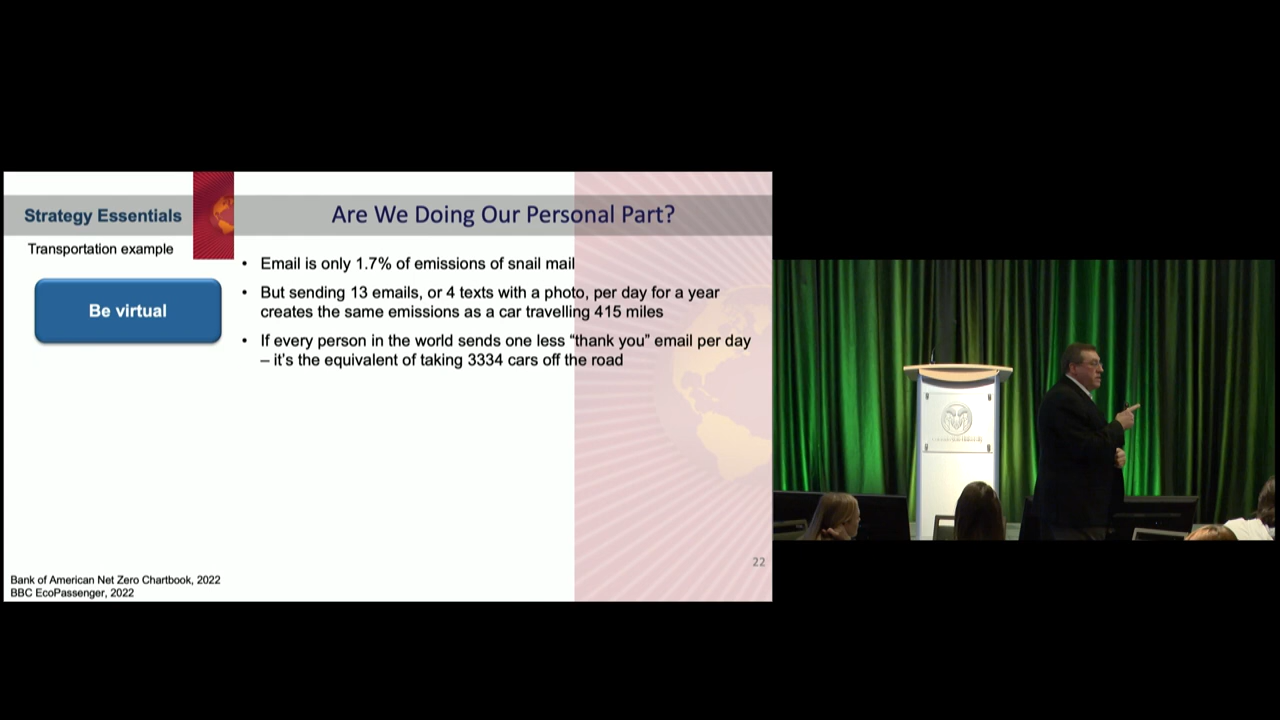 Strategy Essentials
Are We Doing Our Personal Part?
Transportation example
Be virtual
• Email is only 1.7% of emissions of snail mail
• But sending 13 emails, or 4 texts with a photo, per day for a year
creates the same emissions as a car travelling 415 miles
• If every person in the world sends one less “thank you” email per day
– it’s the equivalent of taking 3334 cars off the road
22
Bank of American Net Zero Chartbook, 2022
BBC EcoPassenger, 2022